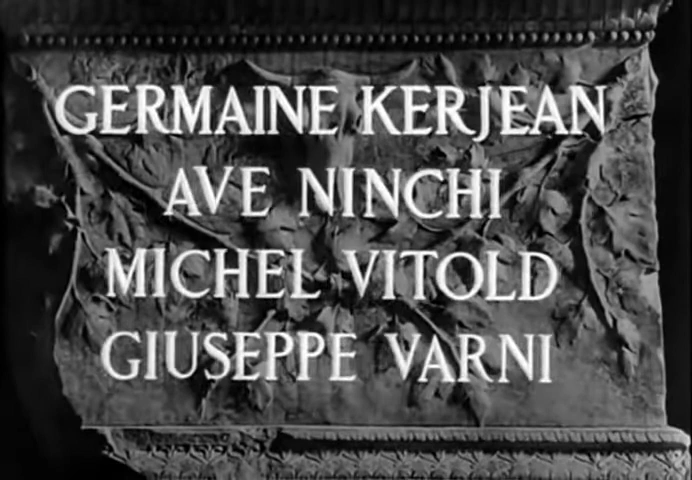 GERMAINE KERJEAN
AVE NINCHI
MICHEL VITOLD
GIUSEPPE VARNI